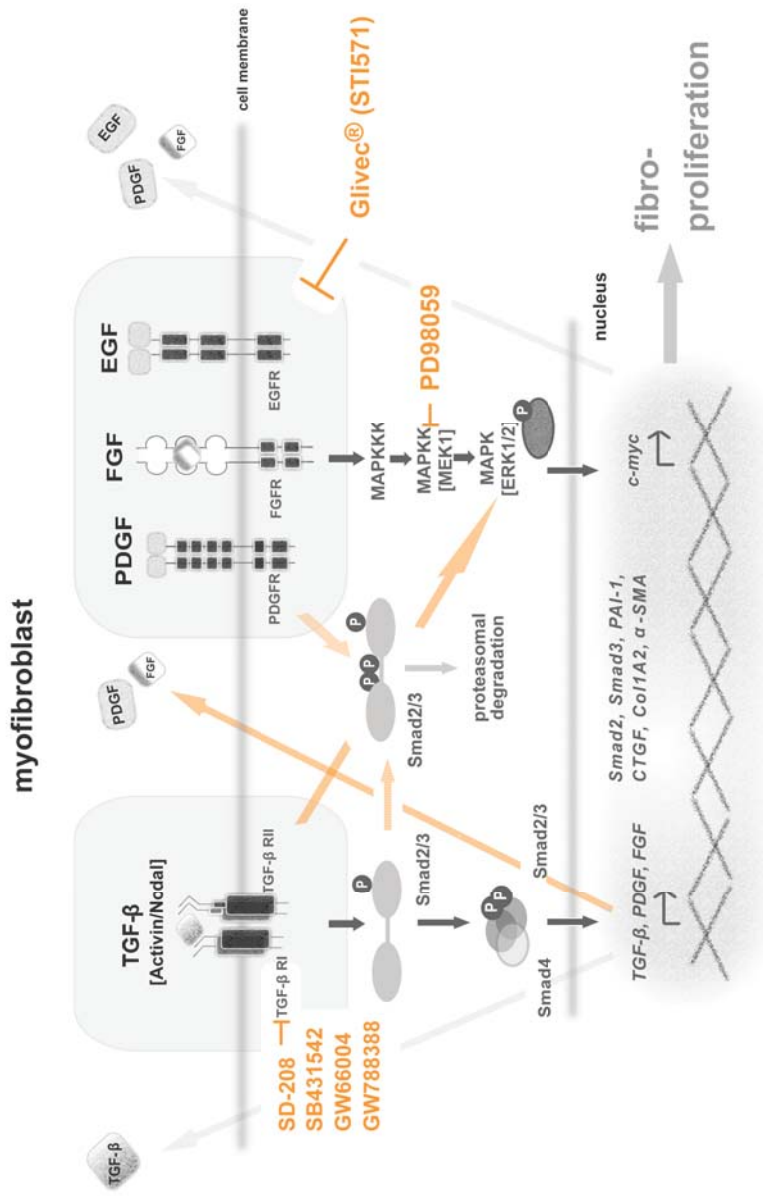 myofibroblast
TGF-β
PDGF
FGF
EGF
PDGF
FGF
cell membrane
TGF-β
[Activin/Nodal]
TGF-β RI
TGF-β RII
PDGF
FGF
EGF
PDGFR
FGFR
EGFR
SD-208
SB431542
GW66004
GW788388
Glivec® (STI571)
P
Smad2/3
P
P
P
Smad2/3
proteasomal
degradation
MAPKKK
MAPKK
[MEK1]
PD98059
MAPK
[ERK1/2]
P
P
P
Smad4
Smad2/3
nucleus
TGF-β, PDGF, FGF
Smad2, Smad3, PAI-1,
CTGF, Col1A2, α-SMA
c-myc
fibro-
proliferation